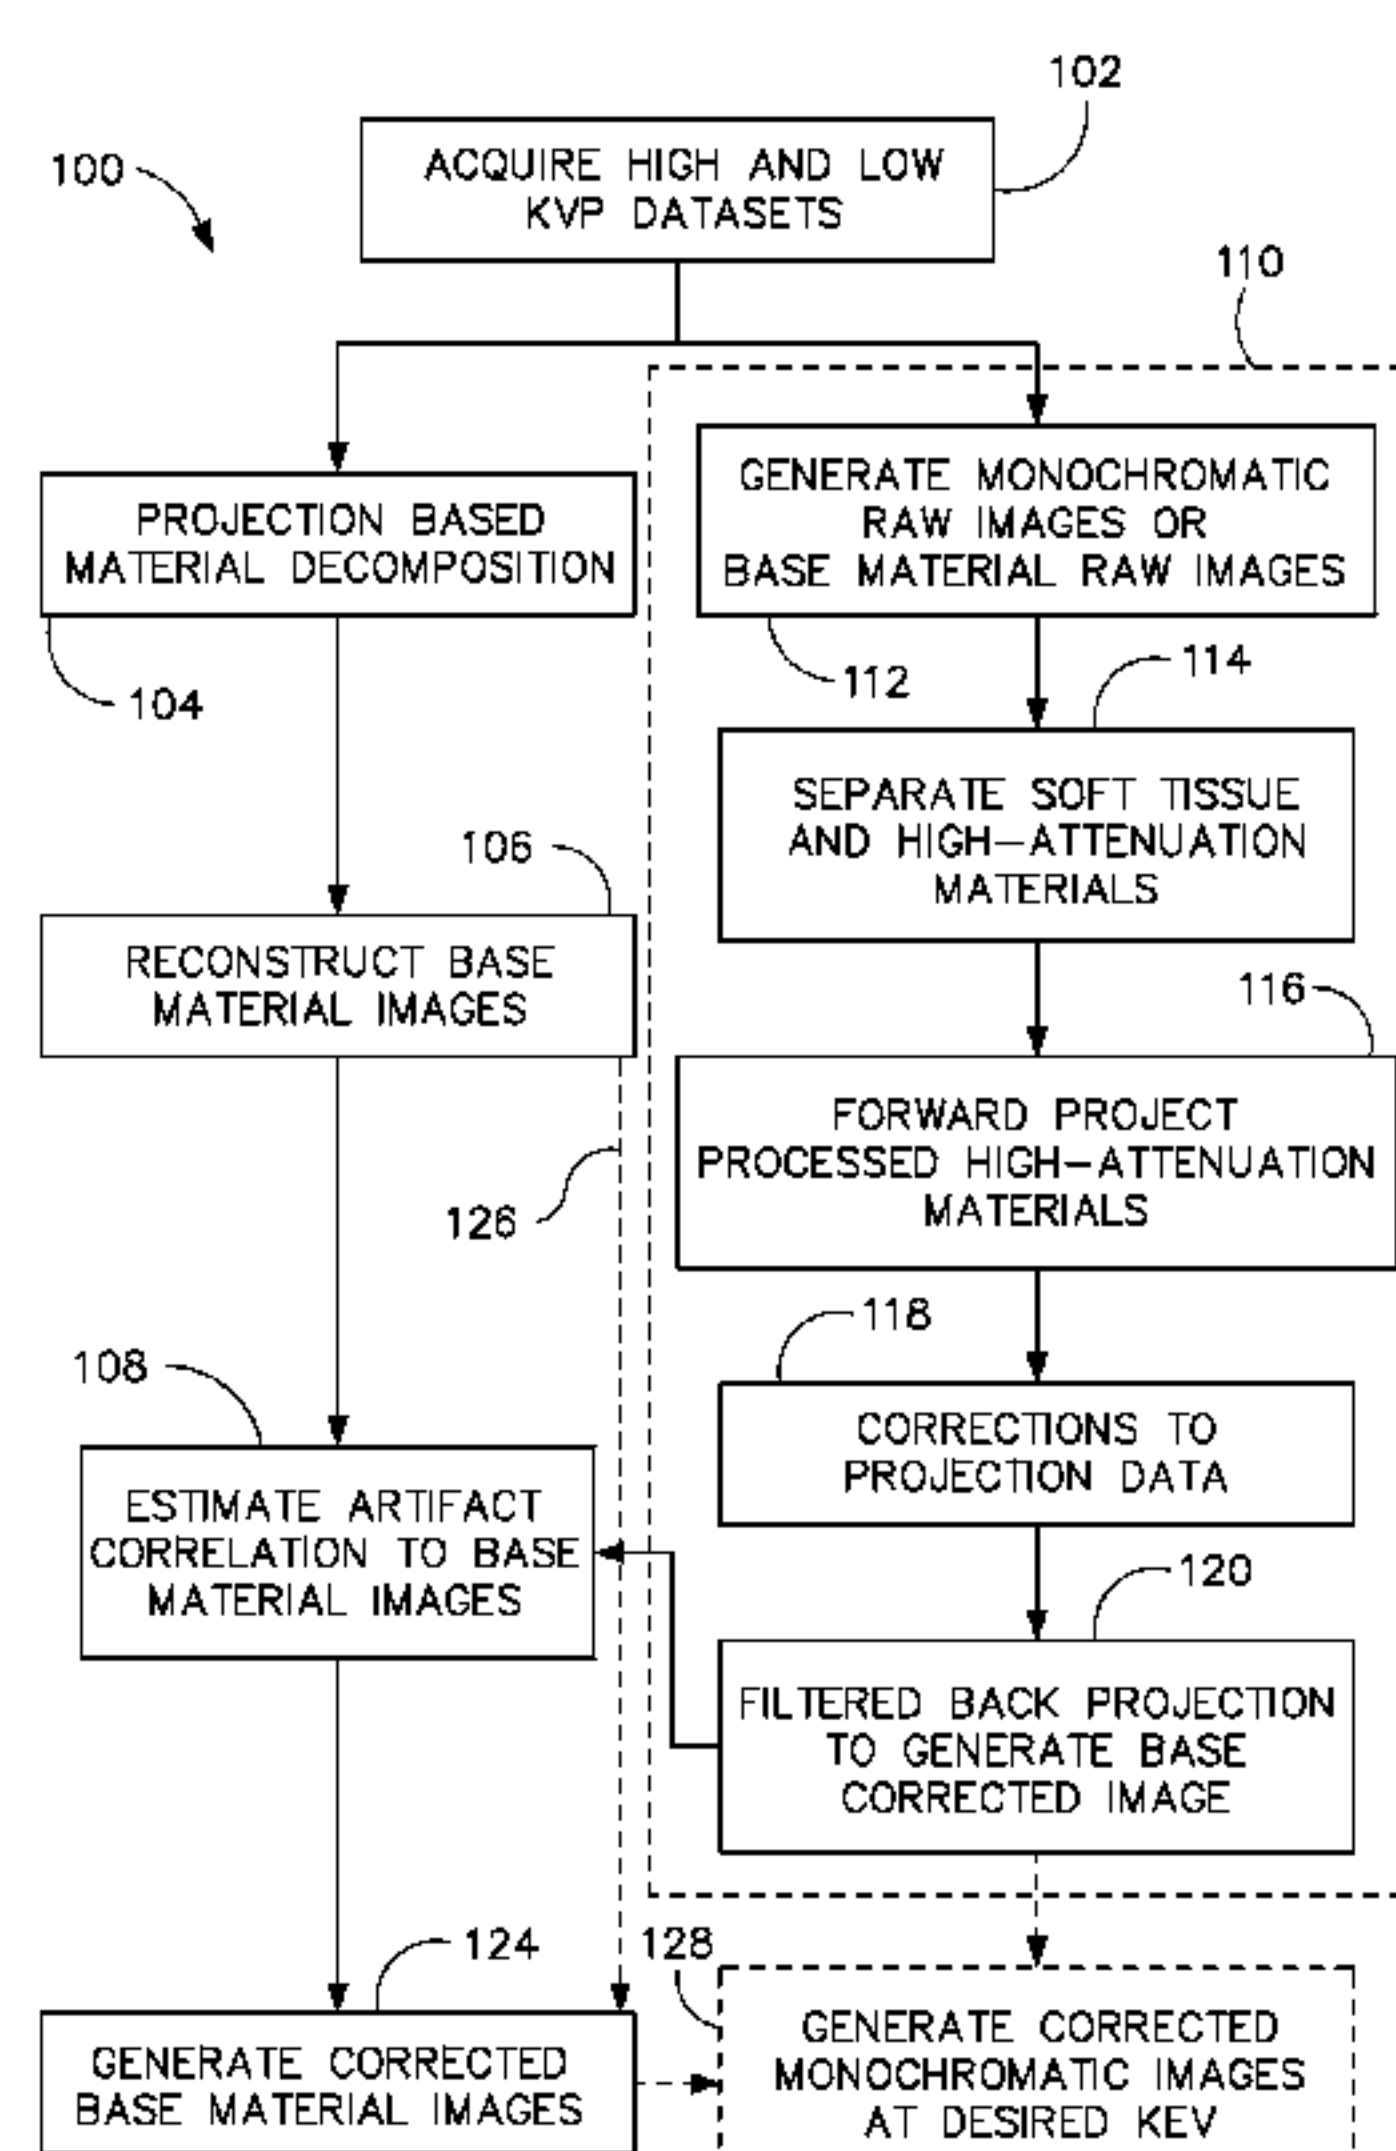 102
ACQUIRE HIGH AND LOW
KVP DATASETS
100
110
PROJECTION BASED
MATERIAL DECOMPOSITION
104
GENERATE MONOCHROMATIC
RAW IMAGES OR
BASE MATERIAL RAW IMAGES
112
114
SEPARATE SOFT TISSUE
AND HIGH-ATTENUATION
MATERIALS
106
RECONSTRUCT BASE
MATERIAL IMAGES
116
FORWARD PROJECT
PROCESSED HIGH-ATTENUATION
MATERIALS
126
118
CORRECTIONS TO
PROJECTION DATA
108
ESTIMATE ARTIFACT
CORRELATION TO BASE
MATERIAL IMAGES
120
FILTERED BACK PROJECTION
TO GENERATE BASE
CORRECTED IMAGE
124
GENERATE CORRECTED
BASE MATERIAL IMAGES
128
GENERATE CORRECTED
MONOCHROMATIC IMAGES
AT DESIRED KEV